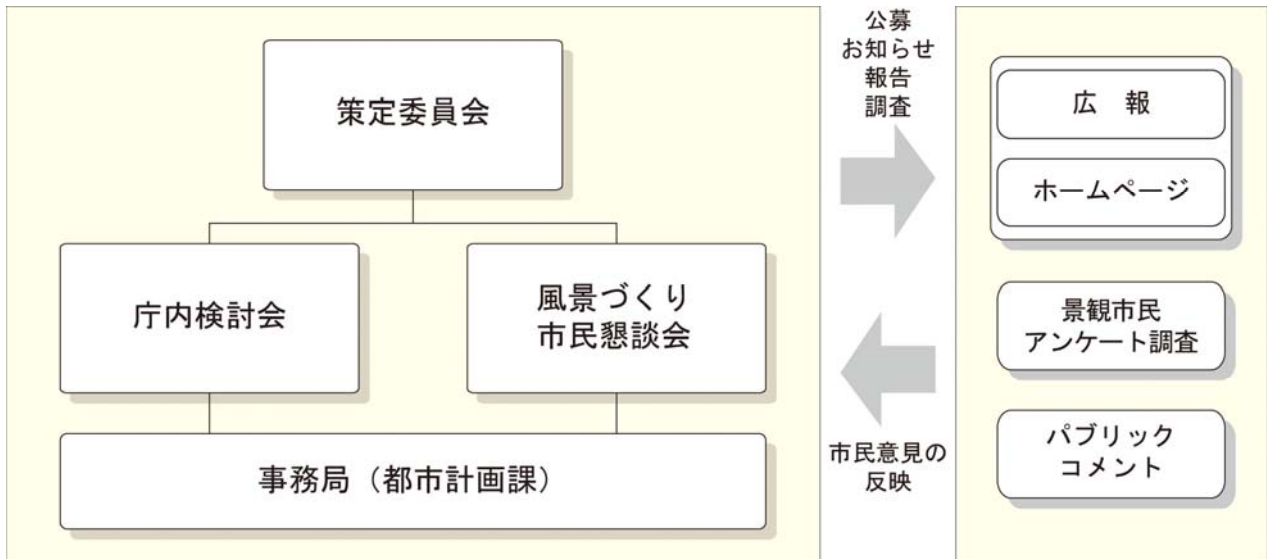 策定委員会
庁内検討会
風景づくり
市民懇談会
事務局（都市計画課）
公募
お知らせ
報告
調査
市民意見の
反映
広　報
ホームページ
景観市民
アンケート調査
パブリック
コメント